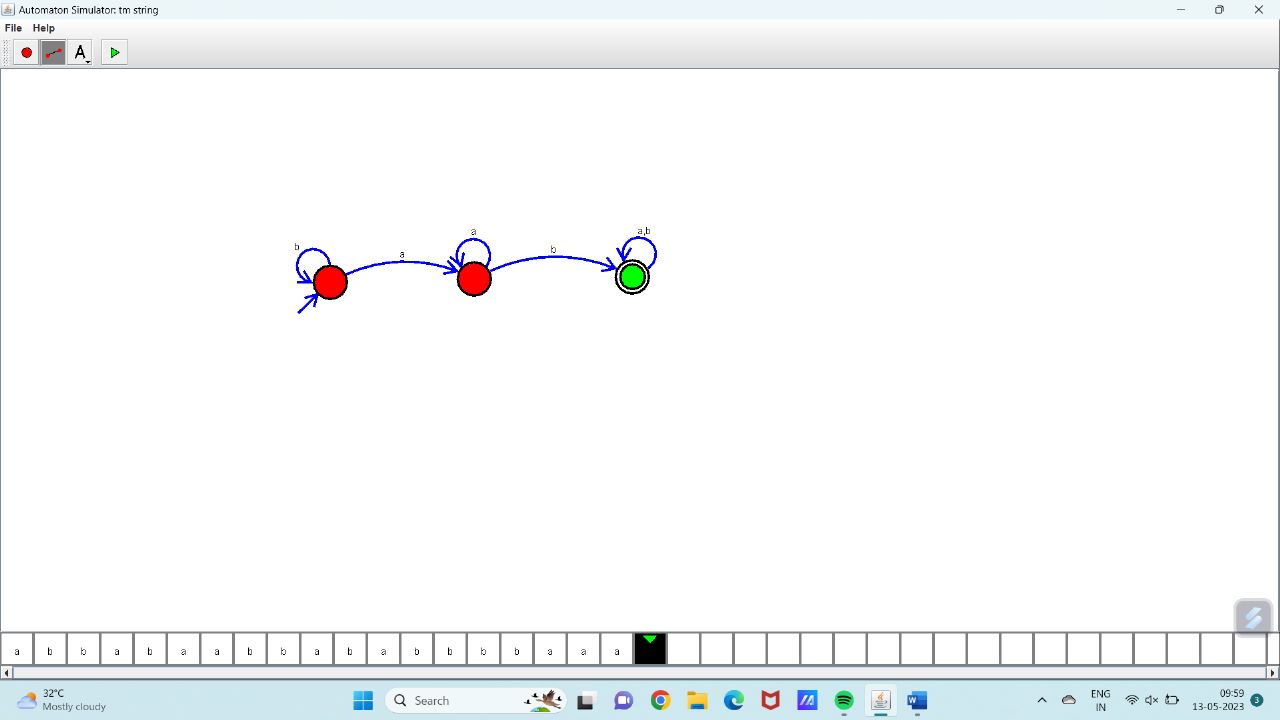 Automaton Simulator: tm string
File Help
A
a
b
a
b
a
b
a,b
a b b a b a a b b a b a b b b b a a a
32°C
Mostly cloudy
Search
ENG
IN
09:59
13-05-2023
3